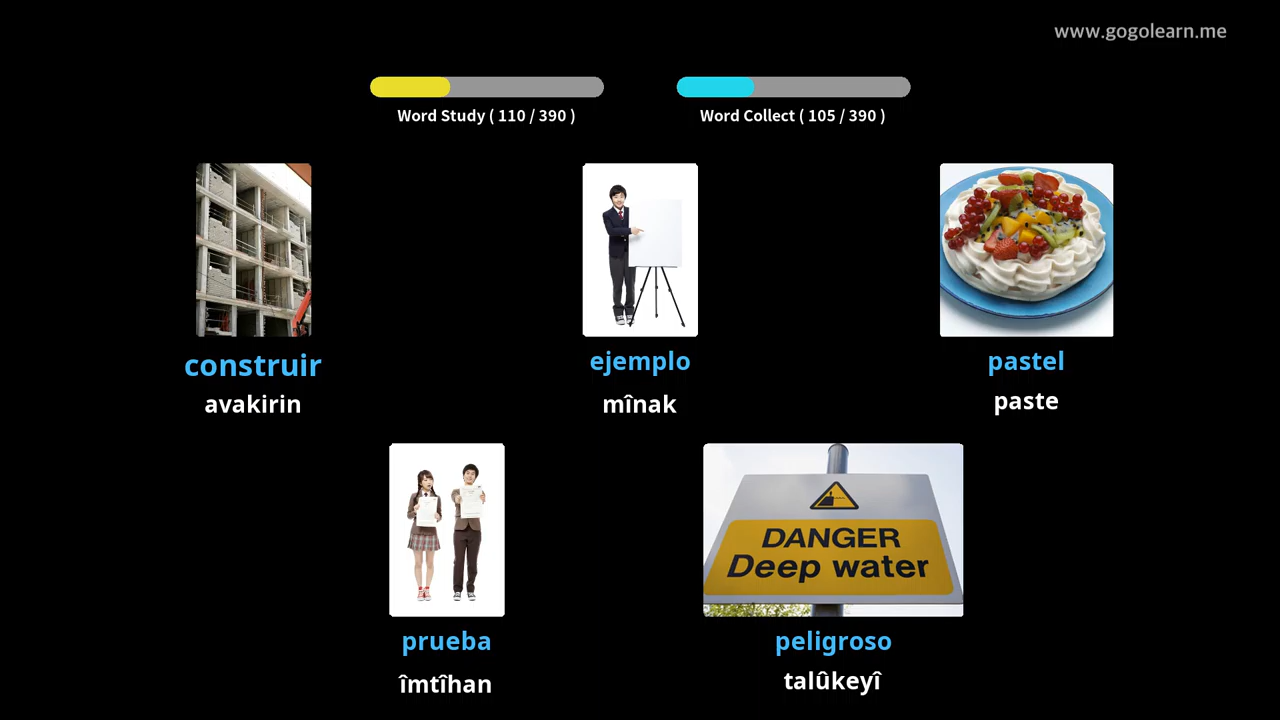 www.gogolearn.me
Word Study ( 110 / 390 )
Word Collect ( 105 / 390 )
construir
avakirin
ejemplo
mînak
pastel
paste
DANGER
Deep water
prueba
îmtîhan
peligroso
talûkeyî